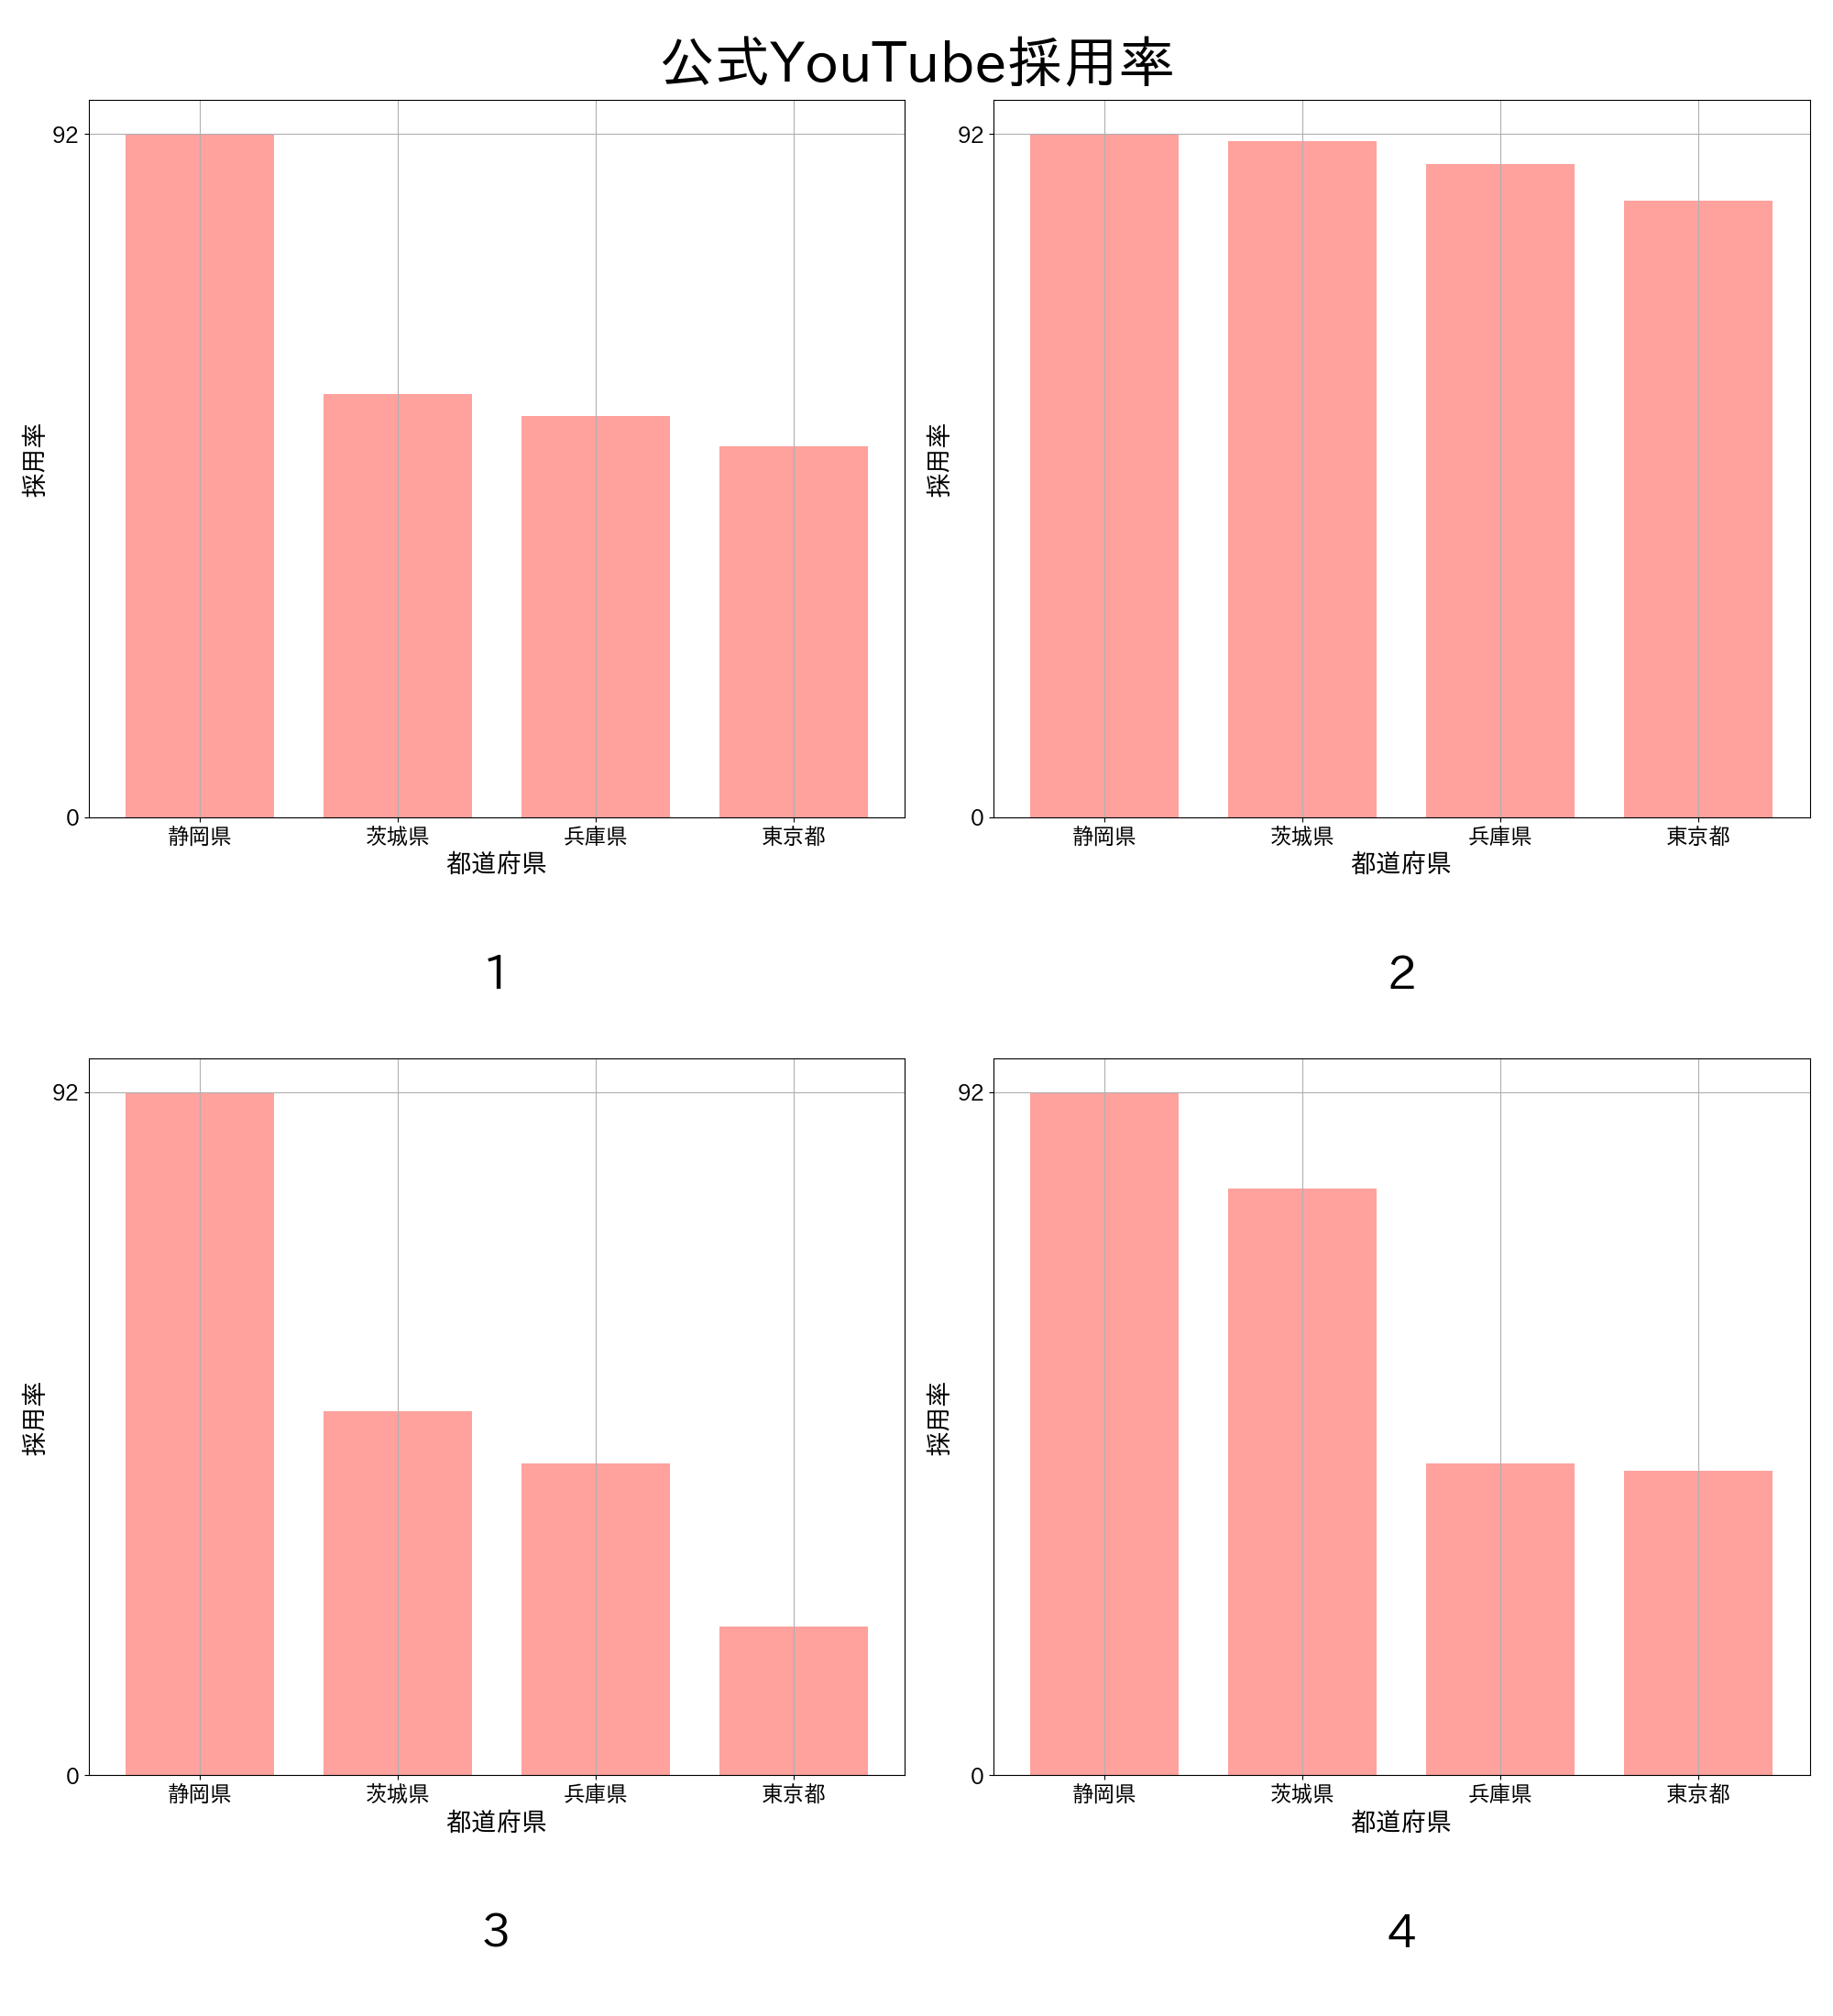 公式YouTube採用率
92
0
採用率
静岡県 茨城県 兵庫県 東京都
都道府県
1
92
0
採用率
静岡県 茨城県 兵庫県 東京都
都道府県
2
92
0
採用率
静岡県 茨城県 兵庫県 東京都
都道府県
3
92
0
採用率
静岡県 茨城県 兵庫県 東京都
都道府県
4